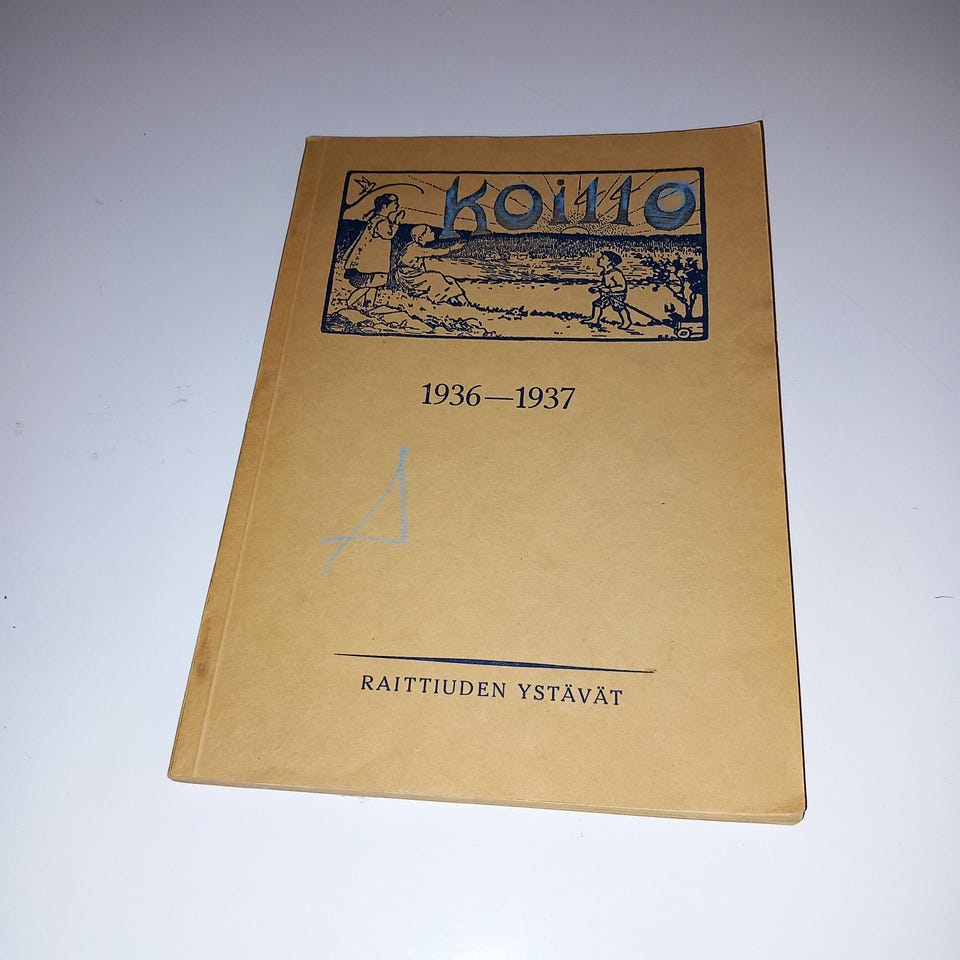 Koitto
1936—1937
A
RAITTIUDEN YSTÄVÄT